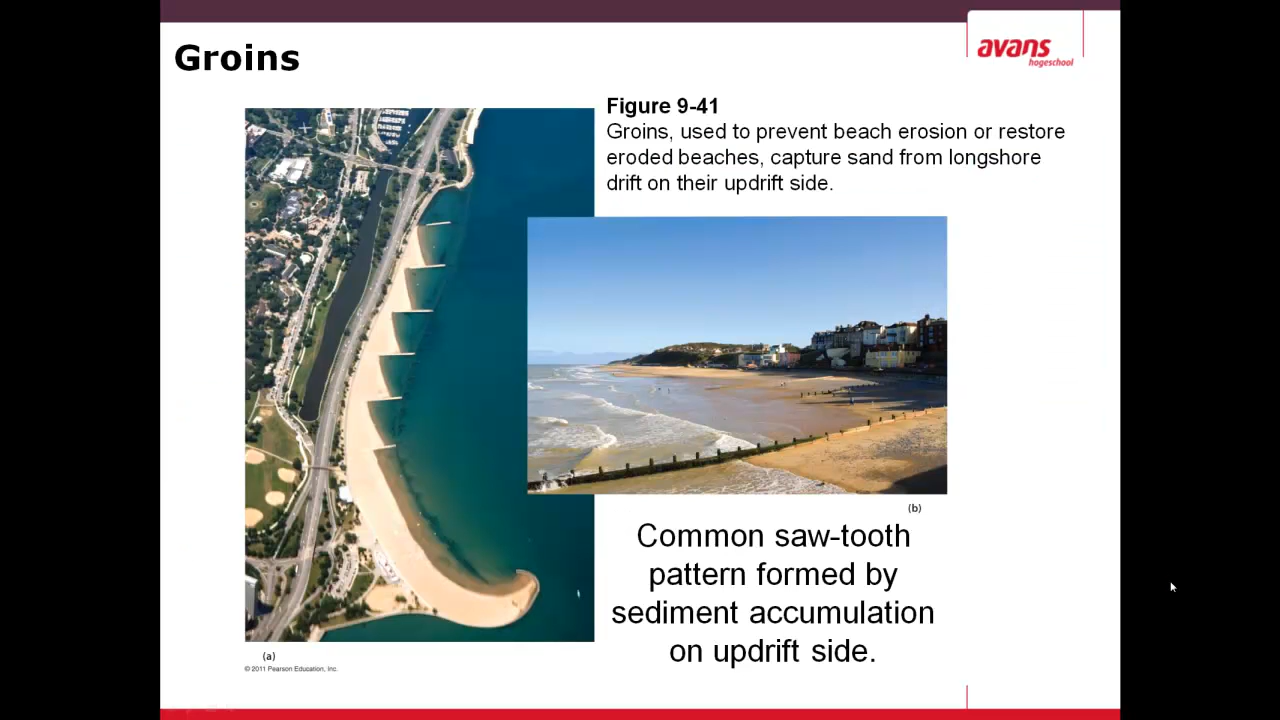 Groins
avans
hogeschool
Figure 9-41
Groins, used to prevent beach erosion or restore
eroded beaches, capture sand from longshore
drift on their updrift side.
(b)
Common saw-tooth
pattern formed by
sediment accumulation
on updrift side.
(a)
© 2011 Pearson Education, Inc.